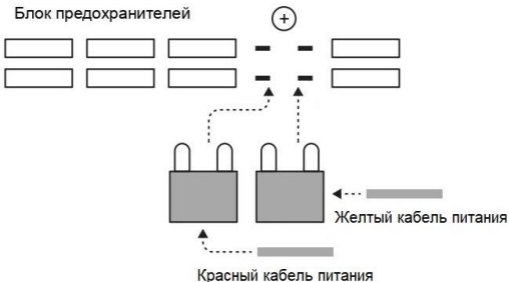 Блок предохранителей
+
Желтый кабель питания
Красный кабель питания